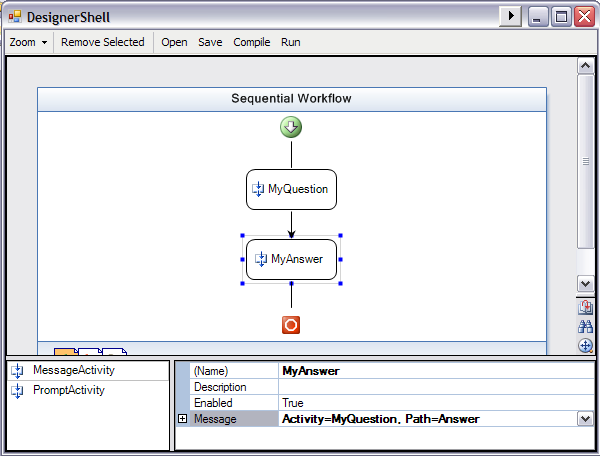 DesignerShell
Zoom Remove Selected Open Save Compile Run
Sequential Workflow
MyQuestion
MyAnswer
MessageActivity
PromptActivity
(Name) MyAnswer
Description
Enabled True
Message Activity=MyQuestion, Path=Answer